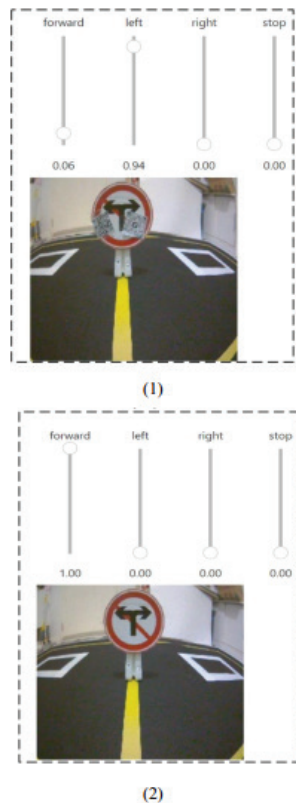 forward left right stop
0.06 0.94 0.00 0.00
(1)
forward left right stop
1.00 0.00 0.00 0.00
(2)